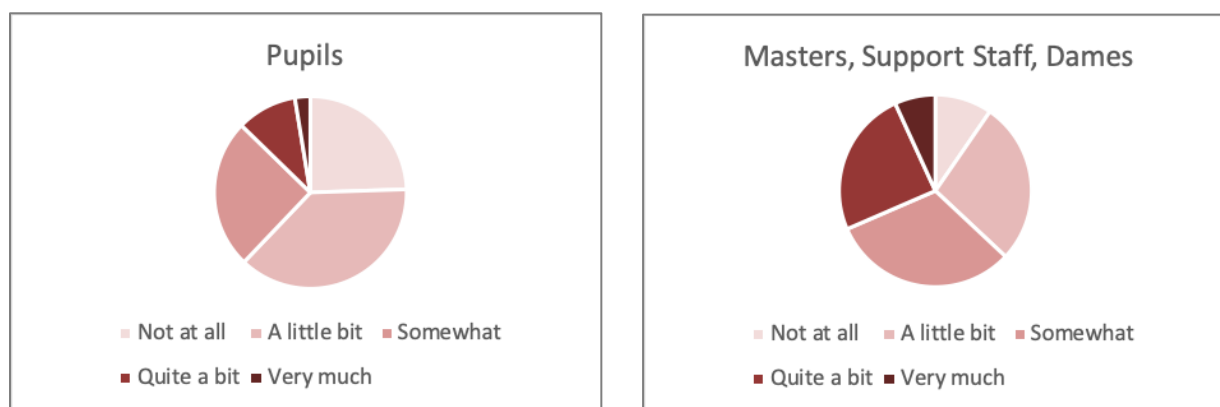 Pupils
Not at all A little bit Somewhat
Quite a bit Very much
Masters, Support Staff, Dames
Not at all A little bit Somewhat
Quite a bit Very much